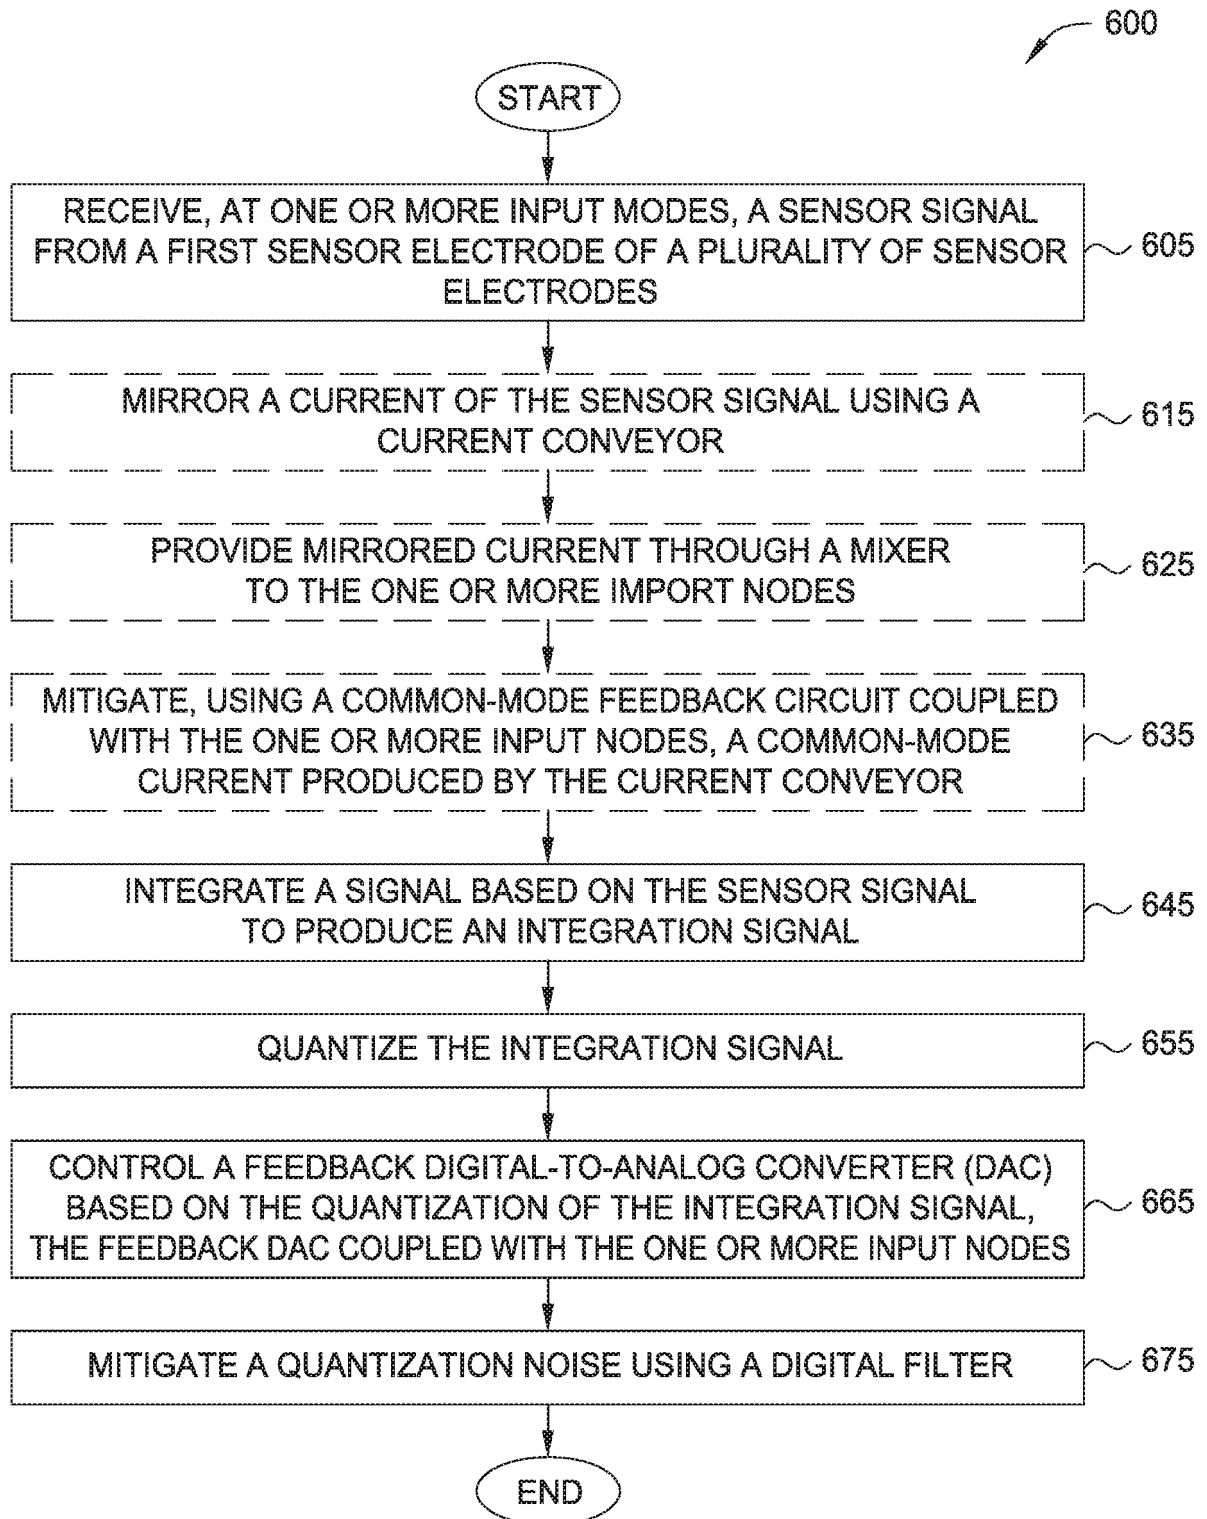 600
START
RECEIVE, AT ONE OR MORE INPUT MODES, A SENSOR SIGNAL
FROM A FIRST SENSOR ELECTRODE OF A PLURALITY OF SENSOR
ELECTRODES
605
MIRROR A CURRENT OF THE SENSOR SIGNAL USING A
CURRENT CONVEYOR
615
PROVIDE MIRRORED CURRENT THROUGH A MIXER
TO THE ONE OR MORE IMPORT NODES
625
MITIGATE, USING A COMMON-MODE FEEDBACK CIRCUIT COUPLED
WITH THE ONE OR MORE INPUT NODES, A COMMON-MODE
CURRENT PRODUCED BY THE CURRENT CONVEYOR
635
INTEGRATE A SIGNAL BASED ON THE SENSOR SIGNAL
TO PRODUCE AN INTEGRATION SIGNAL
645
QUANTIZE THE INTEGRATION SIGNAL
655
CONTROL A FEEDBACK DIGITAL-TO-ANALOG CONVERTER (DAC)
BASED ON THE QUANTIZATION OF THE INTEGRATION SIGNAL,
THE FEEDBACK DAC COUPLED WITH THE ONE OR MORE INPUT NODES
665
MITIGATE A QUANTIZATION NOISE USING A DIGITAL FILTER
675
END